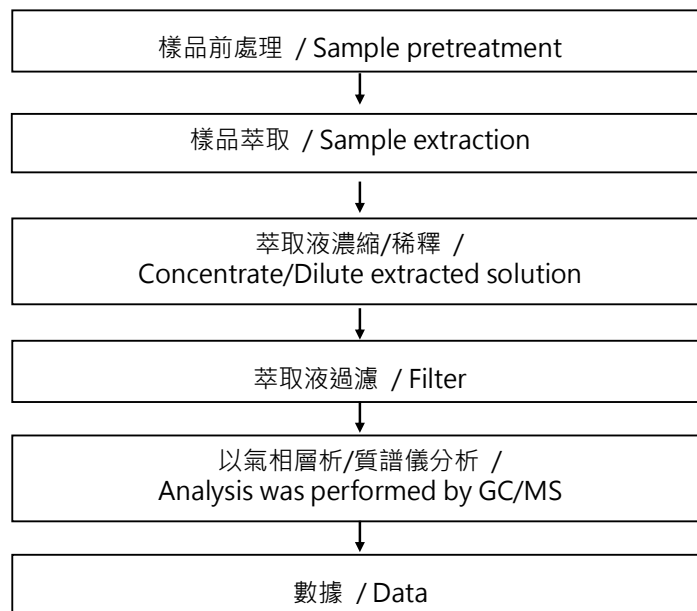 樣品前處理 / Sample pretreatment
樣品萃取 / Sample extraction
萃取液濃縮/稀釋 /
Concentrate/Dilute extracted solution
萃取液過濾 / Filter
以氣相層析/質譜儀分析 /
Analysis was performed by GC/MS
數據 / Data